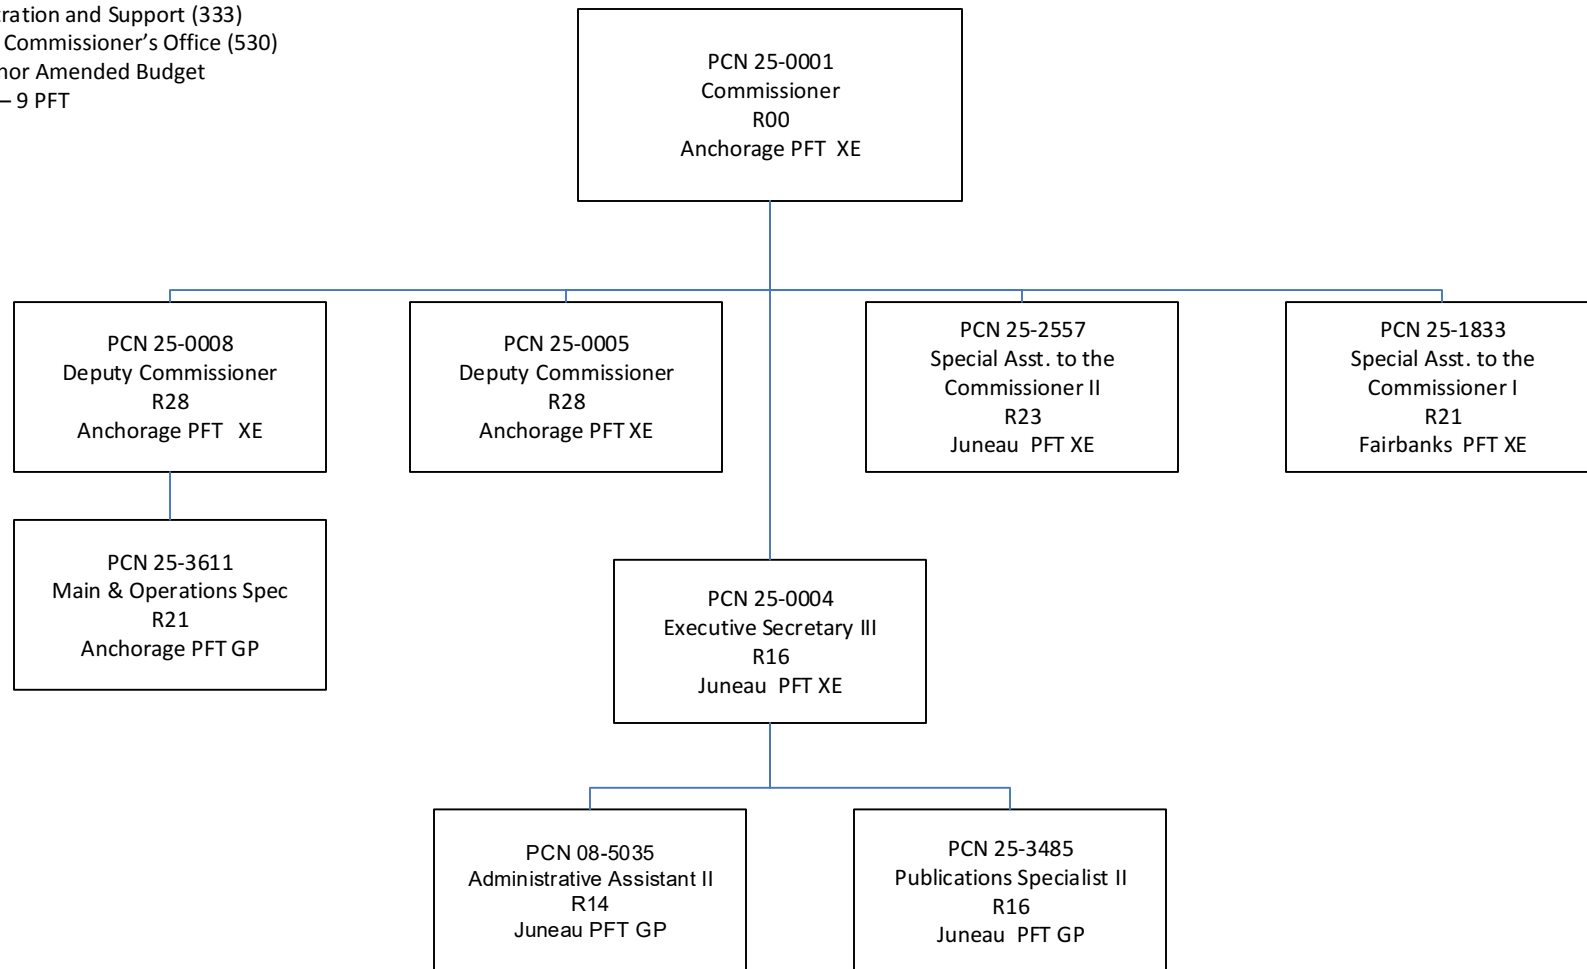 and Support (333)
Commissioner’s Office (530)
Amended Budget
– 9 PFT
PCN 25-0001
Commissioner
R00
Anchorage PFT XE
PCN 25-0008
Deputy Commissioner
R28
Anchorage PFT XE
PCN 25-0005
Deputy Commissioner
R28
Anchorage PFT XE
PCN 25-2557
Special Asst. to the
Commissioner II
R23
Juneau PFT XE
PCN 25-1833
Special Asst. to the
Commissioner I
R21
Fairbanks PFT XE
PCN 25-3611
Main & Operations Spec
R21
Anchorage PFT GP
PCN 25-0004
Executive Secretary III
R16
Juneau PFT XE
PCN 08-5035
Administrative Assistant II
R14
Juneau PFT GP
PCN 25-3485
Publications Specialist II
R16
Juneau PFT GP